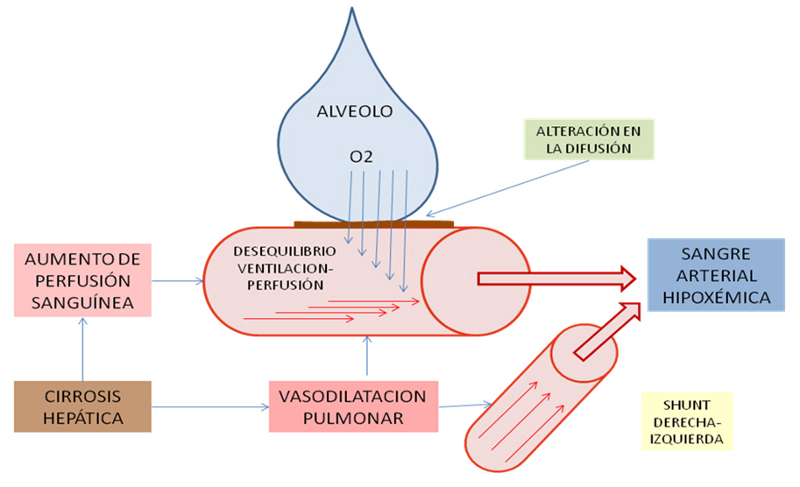 ALVEOLO
O2
ALTERACIÓN EN
LA DIFUSIÓN
DESEQUILIBRIO
VENTILACION-
PERFUSIÓN
AUMENTO DE
PERFUSIÓN
SANGUÍNEA
SANGRE
ARTERIAL
HIPOXÉMICA
CIRROSIS
HEPÁTICA
VASODILATACION
PULMONAR
SHUNT
DERECHA-
IZQUIERDA